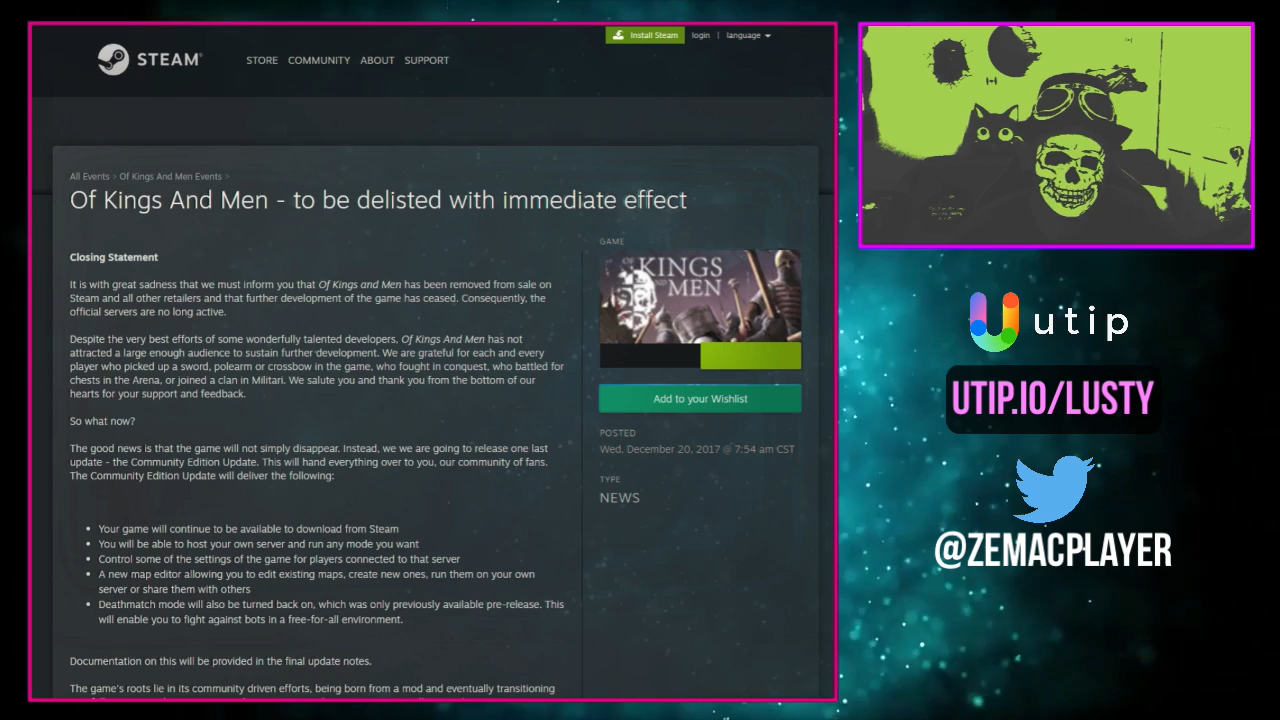 Install Steam
login | language
STEAM
STORE COMMUNITY ABOUT SUPPORT
All Events > Of Kings And Men Events >
Of Kings And Men - to be delisted with immediate effect
Closing Statement
It is with great sadness that we must inform you that Of Kings and Men has been removed from sale on
Steam and all other retailers and that further development of the game has ceased. Consequently, the
official servers are no long active.
Despite the very best efforts of some wonderfully talented developers, Of Kings And Men has not
attracted a large enough audience to sustain further development. We are grateful for each and every
player who picked up a sword, polearm or crossbow in the game, who fought in conquest, who battled for
chests in the Arena, or joined a clan in Militari. We salute you and thank you from the bottom of our
hearts for your support and feedback.
So what now?
The good news is that the game will not simply disappear. Instead, we we are going to release one last
update - the Community Edition Update. This will hand everything over to you, our community of fans.
The Community Edition Update will deliver the following:
• Your game will continue to be available to download from Steam
• You will be able to host your own server and run any mode you want
• Control some of the settings of the game for players connected to that server
• A new map editor allowing you to edit existing maps, create new ones, run them on your own
server or share them with others
• Deathmatch mode will also be turned back on, which was only previously available pre-release. This
will enable you to fight against bots in a free-for-all environment.
Documentation on this will be provided in the final update notes.
The game's roots lie in its community driven efforts, being born from a mod and eventually transitioning
GAME
OF KINGS
AND MEN
Add to your Wishlist
POSTED
Wed, December 20, 2017 @ 7:54 am CST
TYPE
NEWS
utip
UTIP.IO/LUSTY
@ZEMACPLAYER